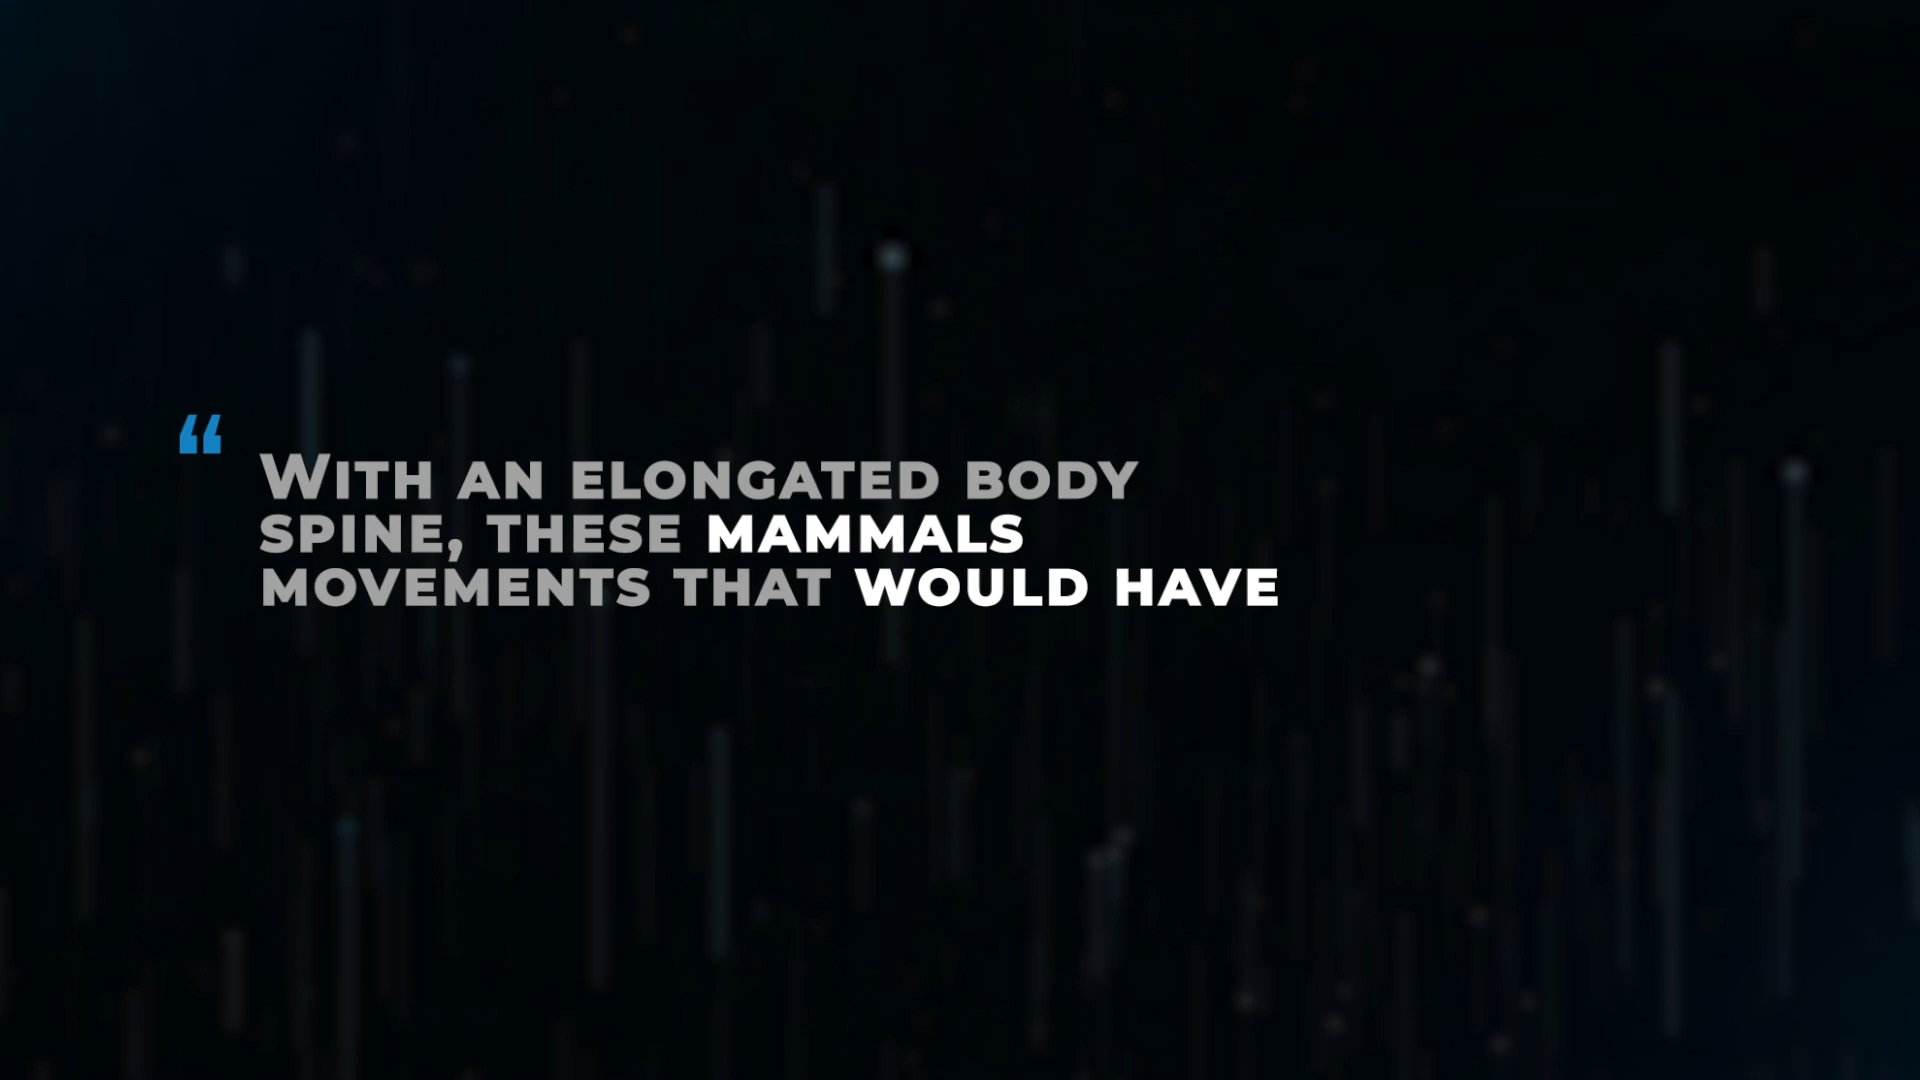 “ With an elongated body
spine, these mammals
movements that would have